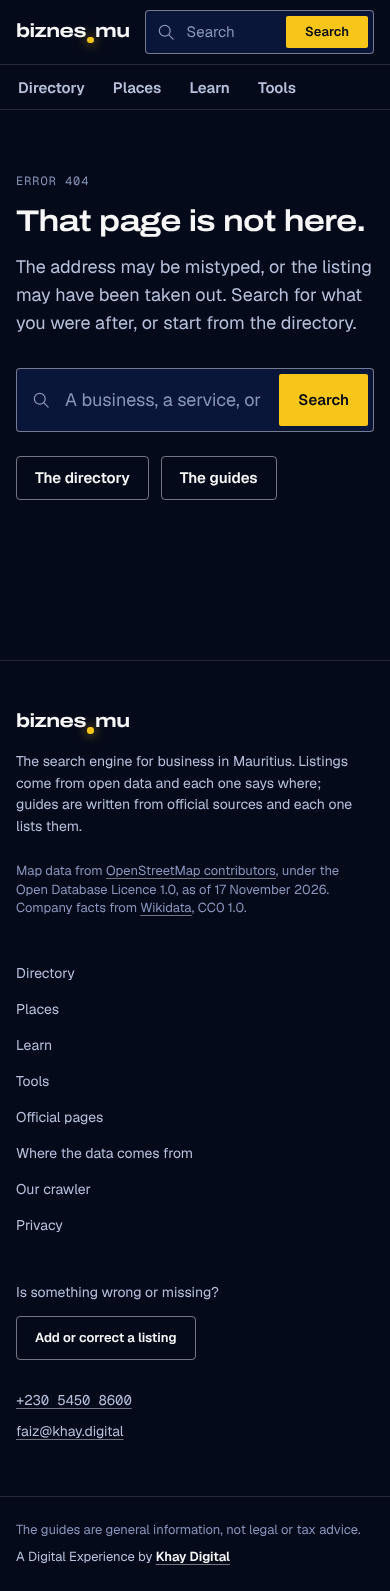 biznes.mu
Search
Search
Directory
Places
Learn
Tools
ERROR 404
That page is not here.
The address may be mistyped, or the listing
may have been taken out. Search for what
you were after, or start from the directory.
A business, a service, or
Search
The directory
The guides
biznes.mu
The search engine for business in Mauritius. Listings
come from open data and each one says where;
guides are written from official sources and each one
lists them.
Map data from OpenStreetMap contributors, under the
Open Database Licence 1.0, as of 17 November 2026.
Company facts from Wikidata, CC0 1.0.
Directory
Places
Learn
Tools
Official pages
Where the data comes from
Our crawler
Privacy
Is something wrong or missing?
Add or correct a listing
+230 5450 8600
faiz@khay.digital
The guides are general information, not legal or tax advice.
A Digital Experience by Khay Digital